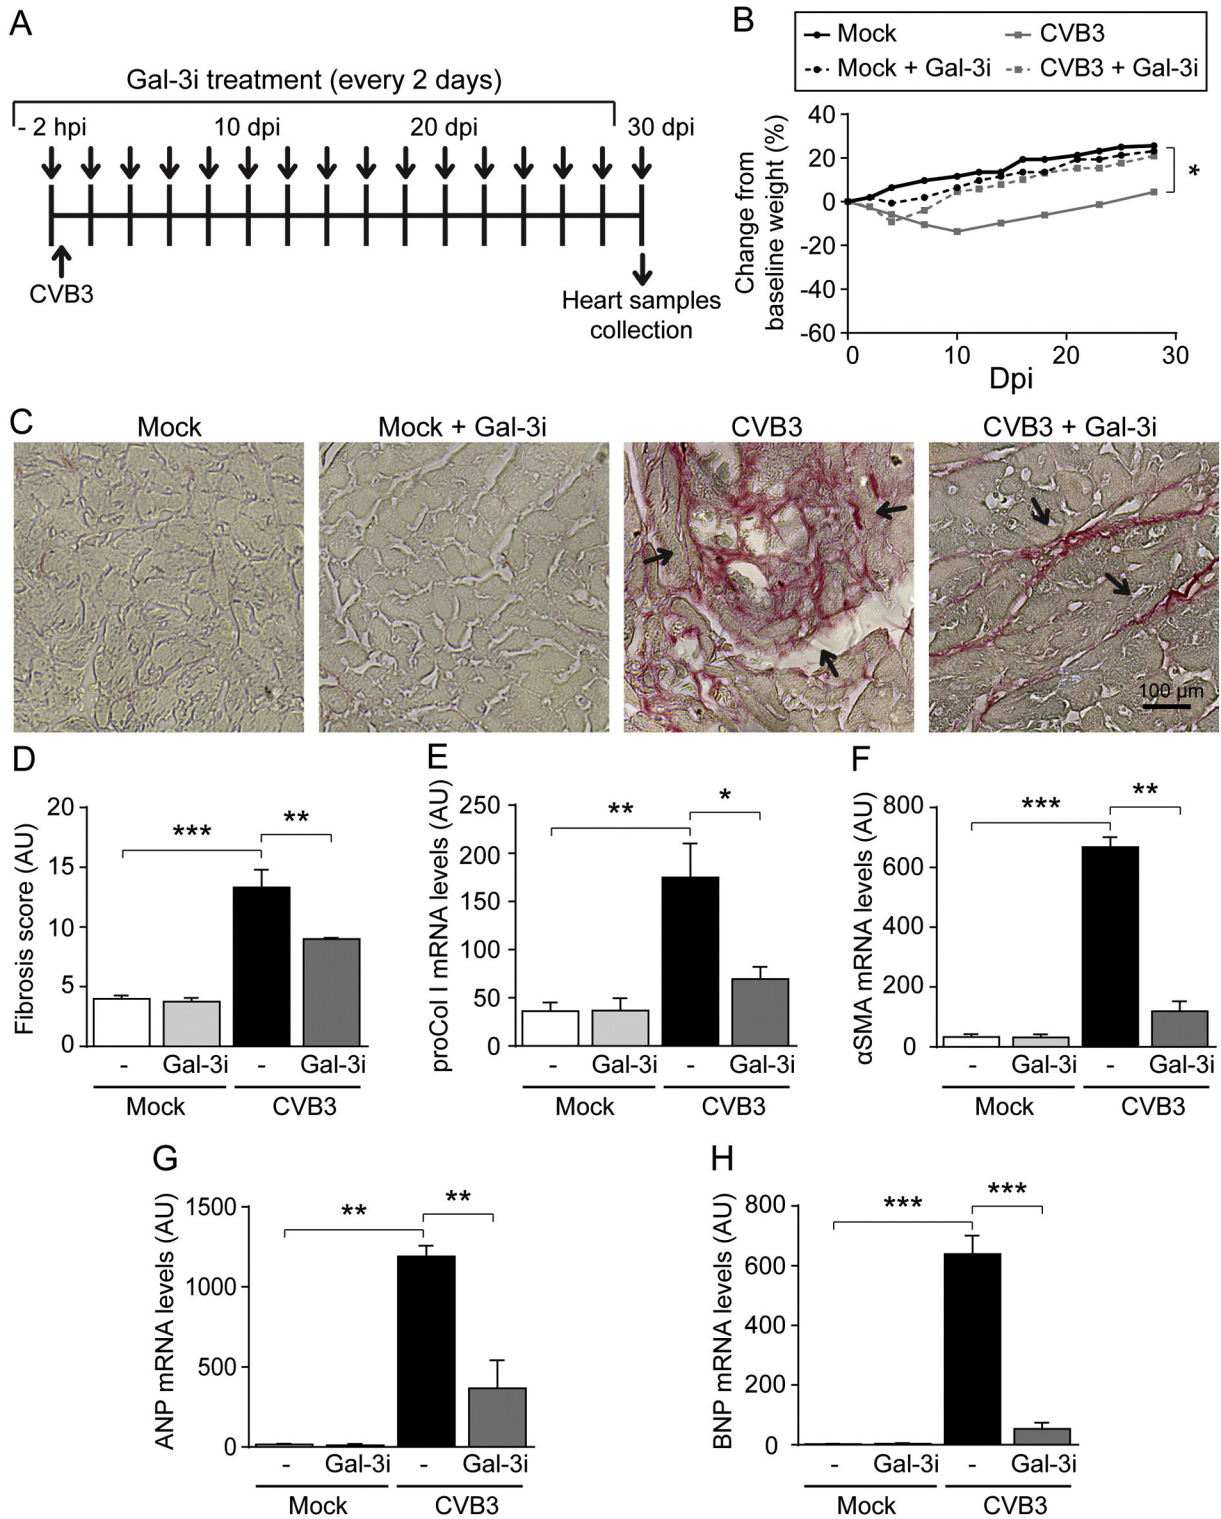 A
Gal-3i treatment (every 2 days)
- 2 hpi 10 dpi 20 dpi 30 dpi
CVB3
Heart samples
collection
B
Mock CVB3
Mock + Gal-3i CVB3 + Gal-3i
Change from
baseline weight (%)
40
20
0
-20
-40
-60
0 10 20 30
Dpi
*
C
Mock Mock + Gal-3i CVB3 CVB3 + Gal-3i
100 µm
D
Fibrosis score (AU)
20
15
10
5
0
*** **
- Gal-3i - Gal-3i
Mock CVB3
E
proCol I mRNA levels (AU)
250
200
150
100
50
0
** *
- Gal-3i - Gal-3i
Mock CVB3
F
αSMA mRNA levels (AU)
800
600
400
200
0
*** **
- Gal-3i - Gal-3i
Mock CVB3
G
ANP mRNA levels (AU)
1500
1000
500
0
** **
- Gal-3i - Gal-3i
Mock CVB3
H
BNP mRNA levels (AU)
800
600
400
200
0
*** ***
- Gal-3i - Gal-3i
Mock CVB3